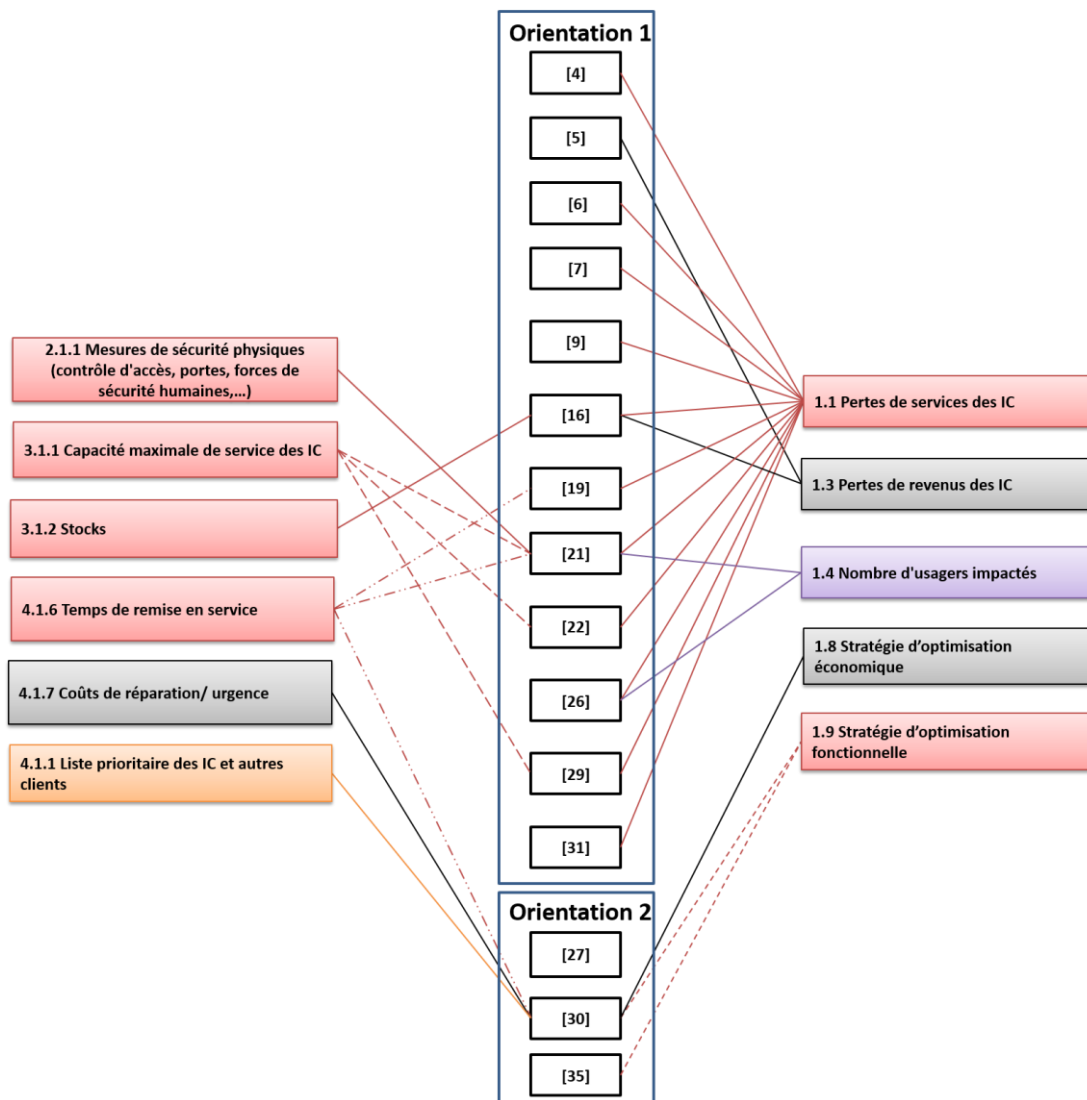 Orientation 1
[4]
[5]
[6]
[7]
[9]
[16]
[19]
[21]
[22]
[26]
[29]
[31]
Orientation 2
[27]
[30]
[35]
2.1.1 Mesures de sécurité physiques
(contrôle d'accès, portes, forces de
sécurité humaines,...)
3.1.1 Capacité maximale de service des IC
3.1.2 Stocks
4.1.6 Temps de remise en service
4.1.7 Coûts de réparation/ urgence
4.1.1 Liste prioritaire des IC et autres
clients
1.1 Pertes de services des IC
1.3 Pertes de revenus des IC
1.4 Nombre d'usagers impactés
1.8 Stratégie d’optimisation
économique
1.9 Stratégie d’optimisation
fonctionnelle